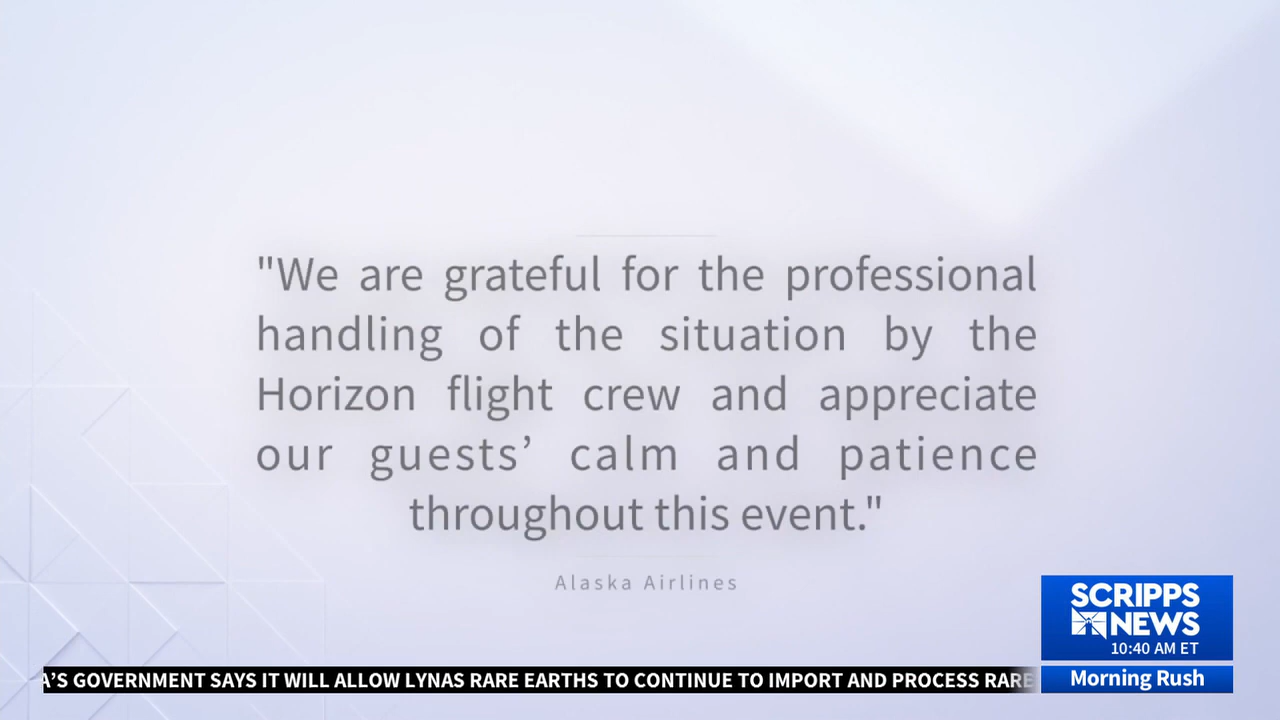 "We are grateful for the professional
handling of the situation by the
Horizon flight crew and appreciate
our guests’ calm and patience
throughout this event."
Alaska Airlines
SCRIPPS
NEWS
10:40 AM ET
Morning Rush
A’S GOVERNMENT SAYS IT WILL ALLOW LYNAS RARE EARTHS TO CONTINUE TO IMPORT AND PROCESS RARE